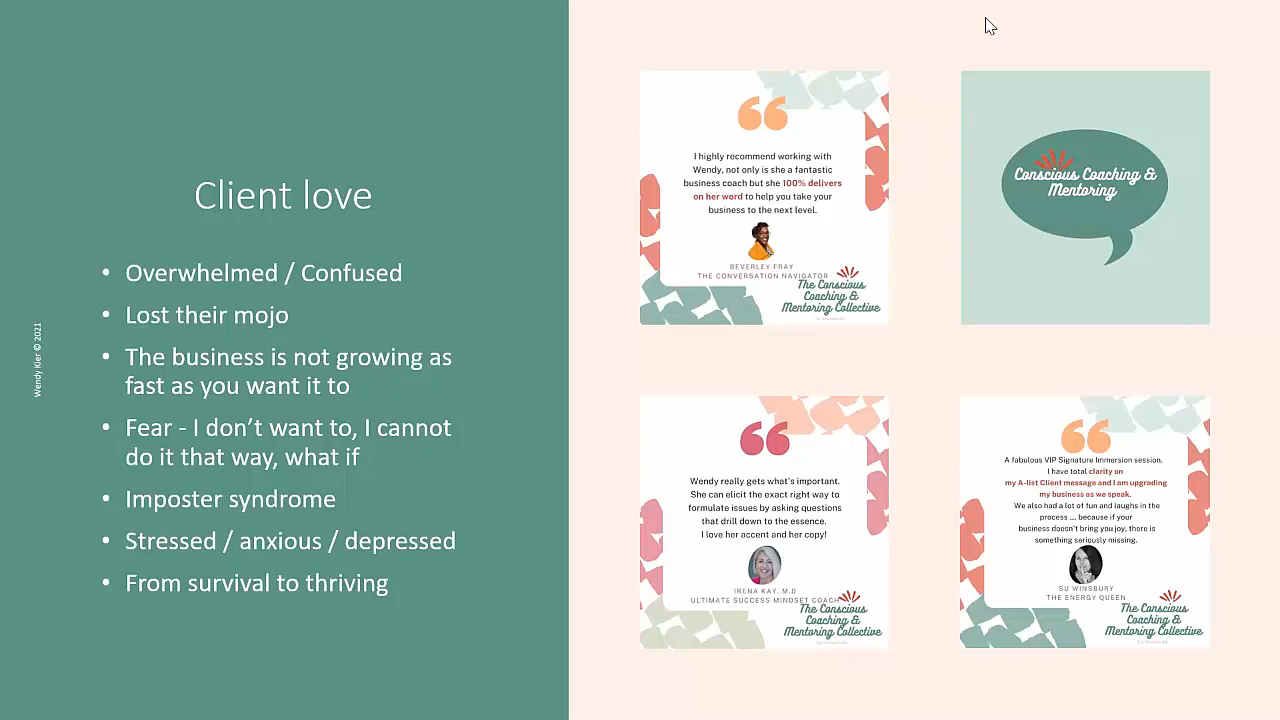 Client love
• Overwhelmed / Confused
• Lost their mojo
• The business is not growing as
fast as you want it to
• Fear - I don’t want to, I cannot
do it that way, what if
• Imposter syndrome
• Stressed / anxious / depressed
• From survival to thriving
Wendy Kier © 2021
I highly recommend working with
Wendy, not only is she a fantastic
business coach but she 100% delivers
on her word to help you take your
business to the next level.
BEVERLEY FRAY
THE CONVERSATION NAVIGATOR
The Conscious
Coaching &
Mentoring Collective
Conscious Coaching &
Mentoring
Wendy really gets what's important.
She can elicit the exact right way to
formulate issues by asking questions
that drill down to the essence.
I love her accent and her copy!
IRENA KAY, M.D
ULTIMATE SUCCESS MINDSET COACH
The Conscious
Coaching &
Mentoring Collective
A fabulous VIP Signature Immersion session.
I have total clarity on
my A-list Client message and I am upgrading
my business as we speak.
We also had a lot of fun and laughs in the
process .... because if your
business doesn't bring you joy, there is
something seriously missing.
SU WINSBURY
THE ENERGY QUEEN
The Conscious
Coaching &
Mentoring Collective